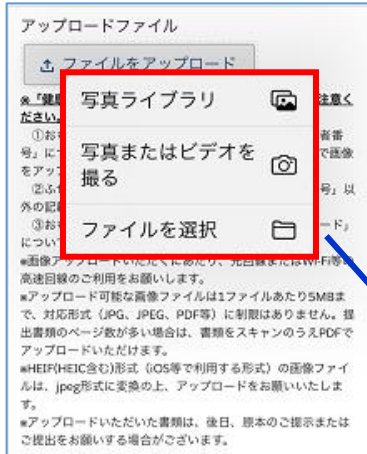 アップロードファイル
ファイルをアップロード
※「健 注意く
ださい。
写真ライブラリ
①お 者番
号」に で画像
をアッ
写真またはビデオを
撮る
②ふ 号」以
外の記
③お ード」
につい
ファイルを選択
※画像アップロードいただくにあたり、光回線またはWi-Fi等の
高速回線のご利用をお願いします。
※アップロード可能な画像ファイルは1ファイルあたり5MBま
で、対応形式（JPG、JPEG、PDF等）に制限はありません。提
出書類のページ数が多い場合は、書類をスキャンのうえPDFで
アップロードいただけます。
※HEIF(HEIC含む)形式（iOS等で利用する形式）の画像ファイ
ルは、jpeg形式に変換の上、アップロードをお願いいたしま
す。
※アップロードいただいた書類は、後日、原本のご提示または
ご提出をお願いする場合がございます。